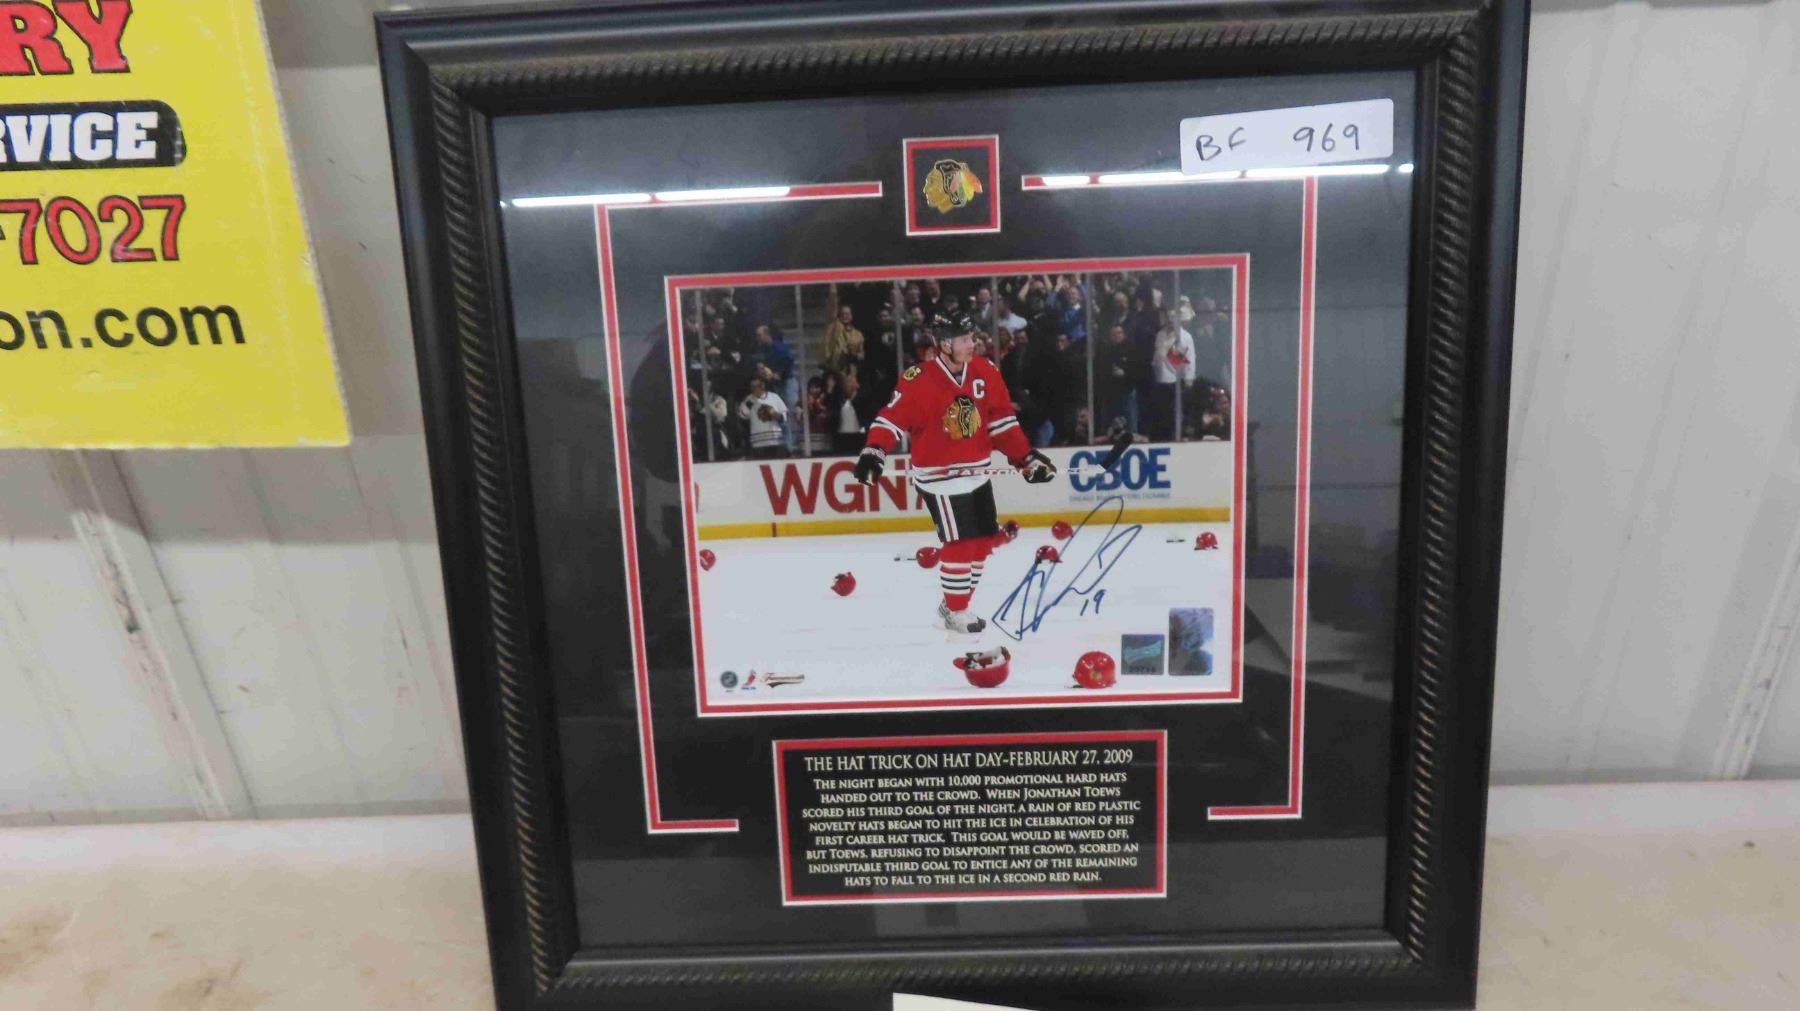 RY
RVICE
-7027
on.com
BF 969
C
WGN
CBOE
19
THE HAT TRICK ON HAT DAY-FEBRUARY 27, 2009
THE NIGHT BEGAN WITH 10,000 PROMOTIONAL HARD HATS
HANDED OUT TO THE CROWD. WHEN JONATHAN TOEWS
SCORED HIS THIRD GOAL OF THE NIGHT, A RAIN OF RED PLASTIC
NOVELTY HATS BEGAN TO HIT THE ICE IN CELEBRATION OF HIS
FIRST CAREER HAT TRICK. THIS GOAL WOULD BE WAVED OFF,
BUT TOEWS, REFUSING TO DISAPPOINT THE CROWD, SCORED AN
INDISPUTABLE THIRD GOAL TO ENTICE ANY OF THE REMAINING
HATS TO FALL TO THE ICE IN A SECOND RED RAIN.